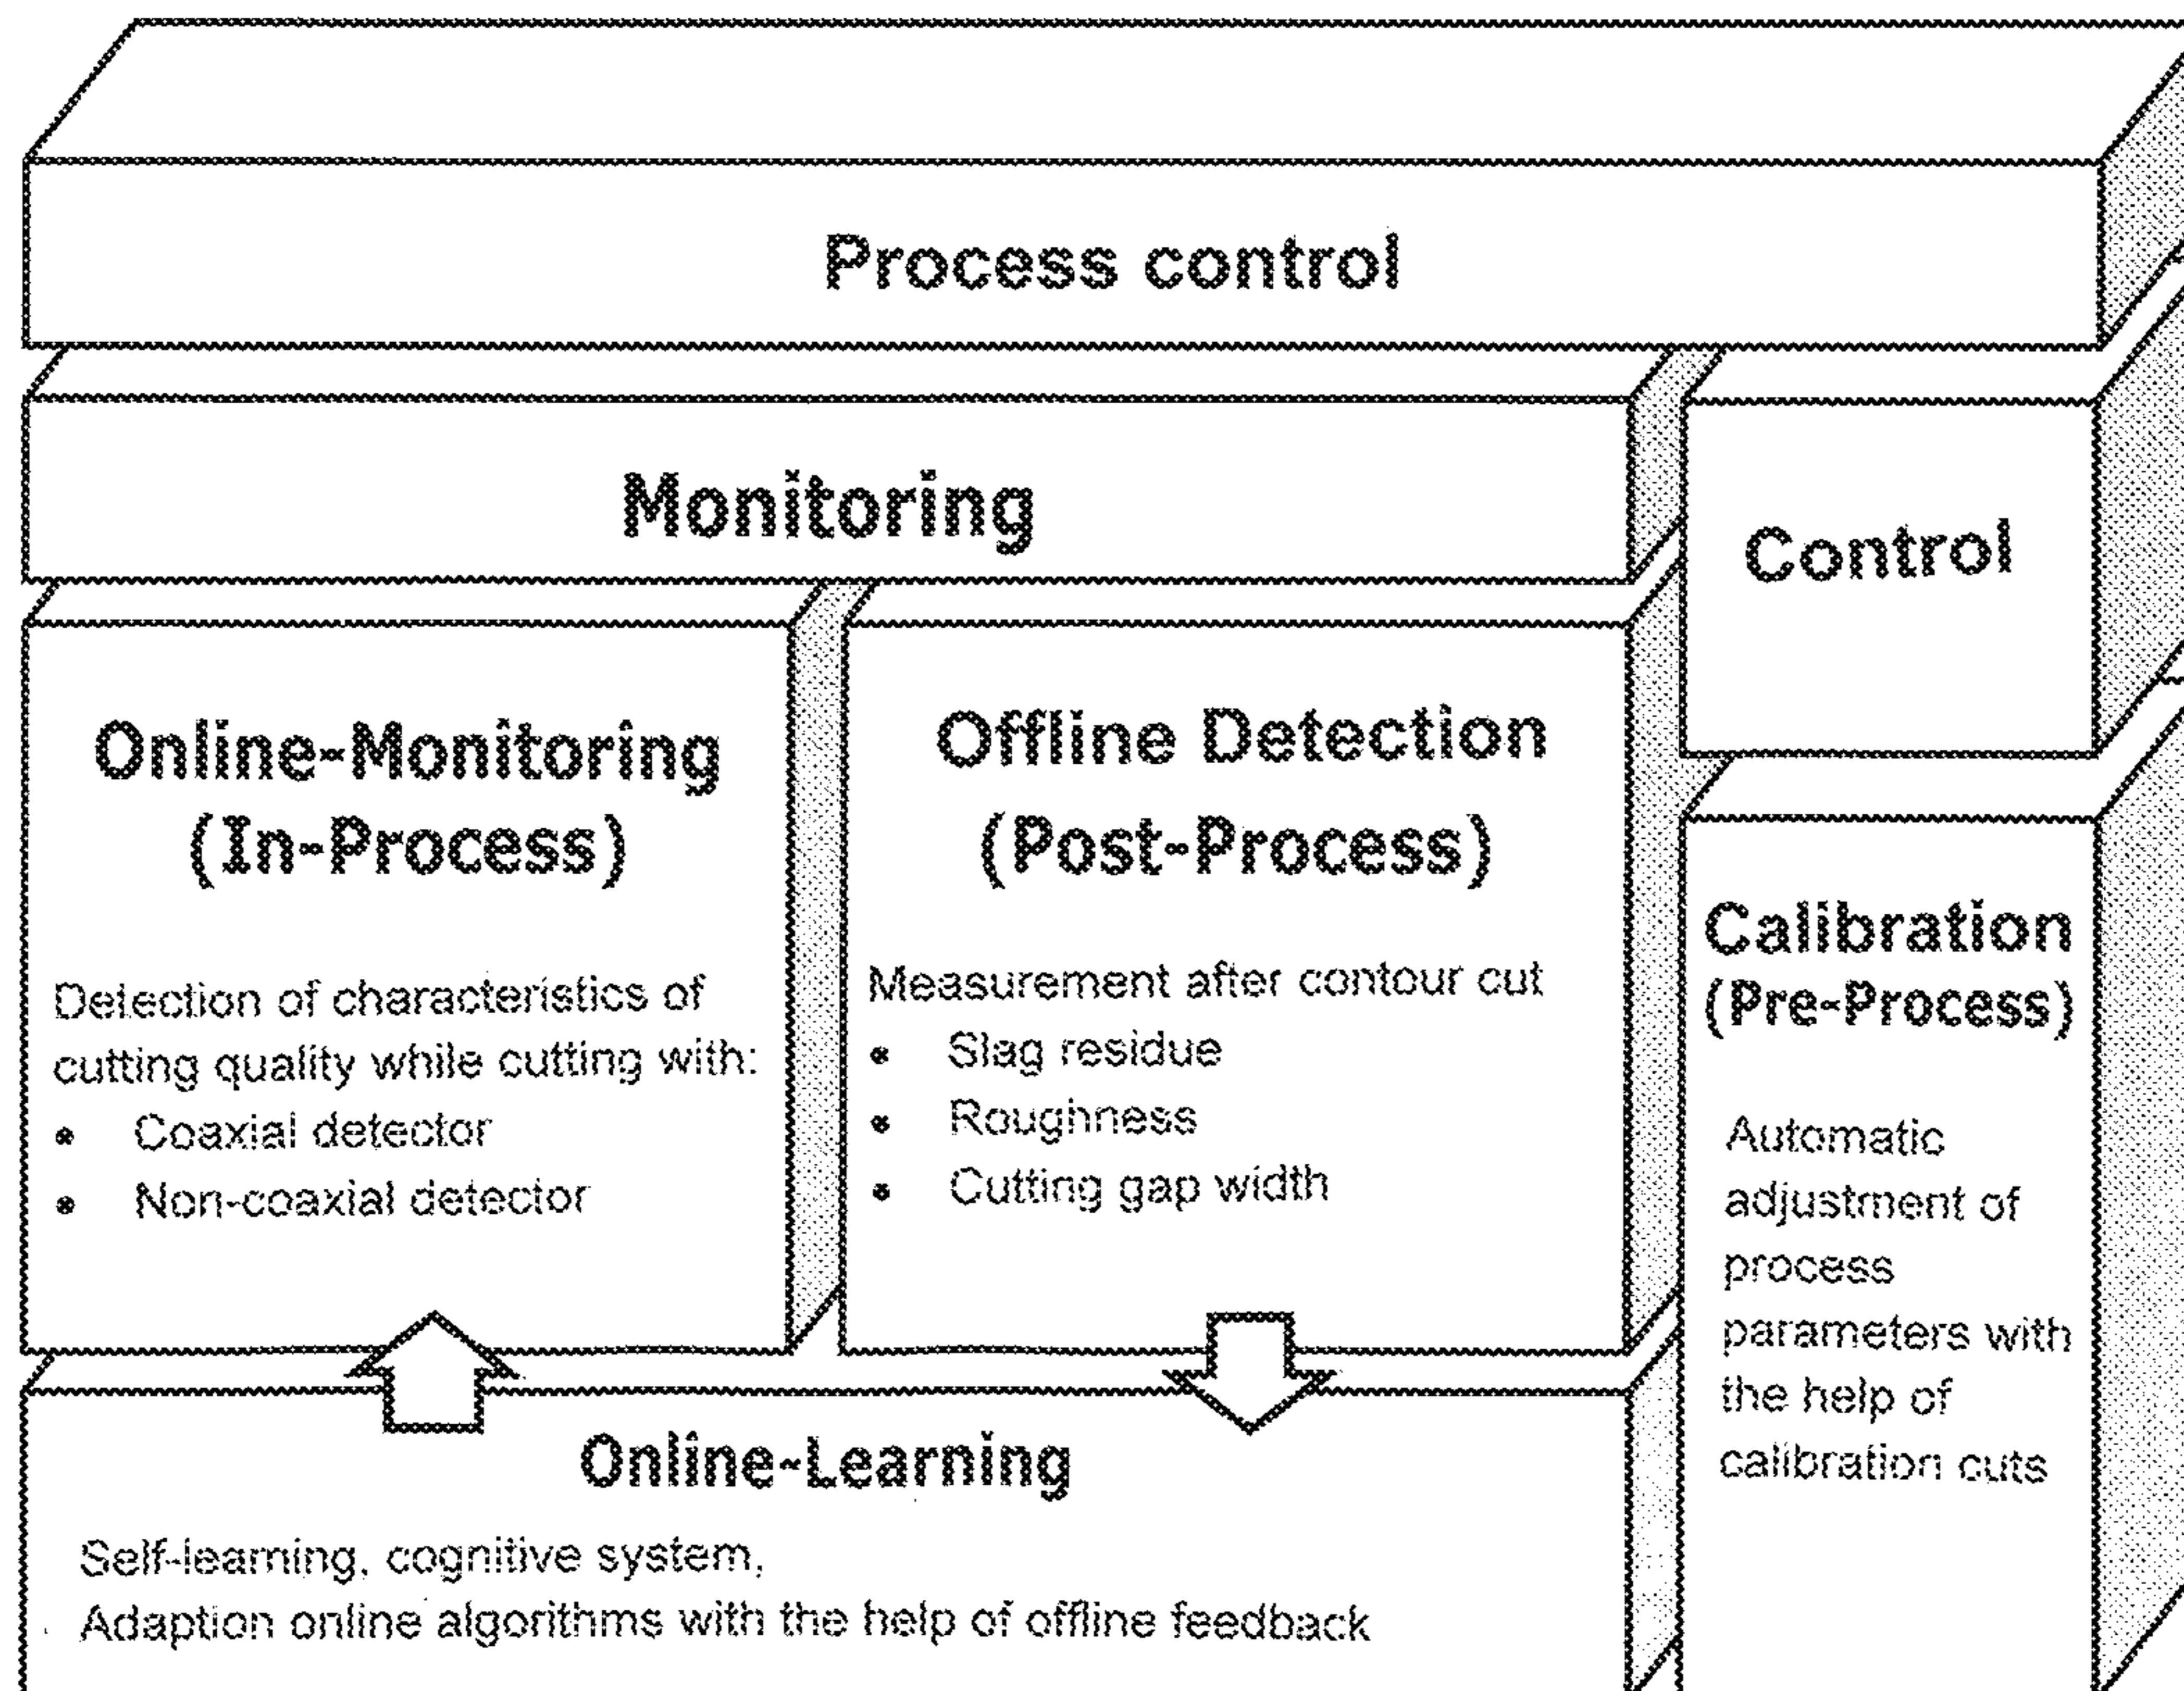 Process control
Monitoring
Control
Online-Monitoring
(In-Process)
Detection of characteristics of
cutting quality while cutting with:
• Coaxial detector
• Non-coaxial detector
Offline Detection
(Post-Process)
Measurement after contour cut
• Slag residue
• Roughness
• Cutting gap width
Calibration
(Pre-Process)
Automatic
adjustment of
process
parameters with
the help of
calibration cuts
Online-Learning
Self-learning, cognitive system,
Adaption online algorithms with the help of offline feedback